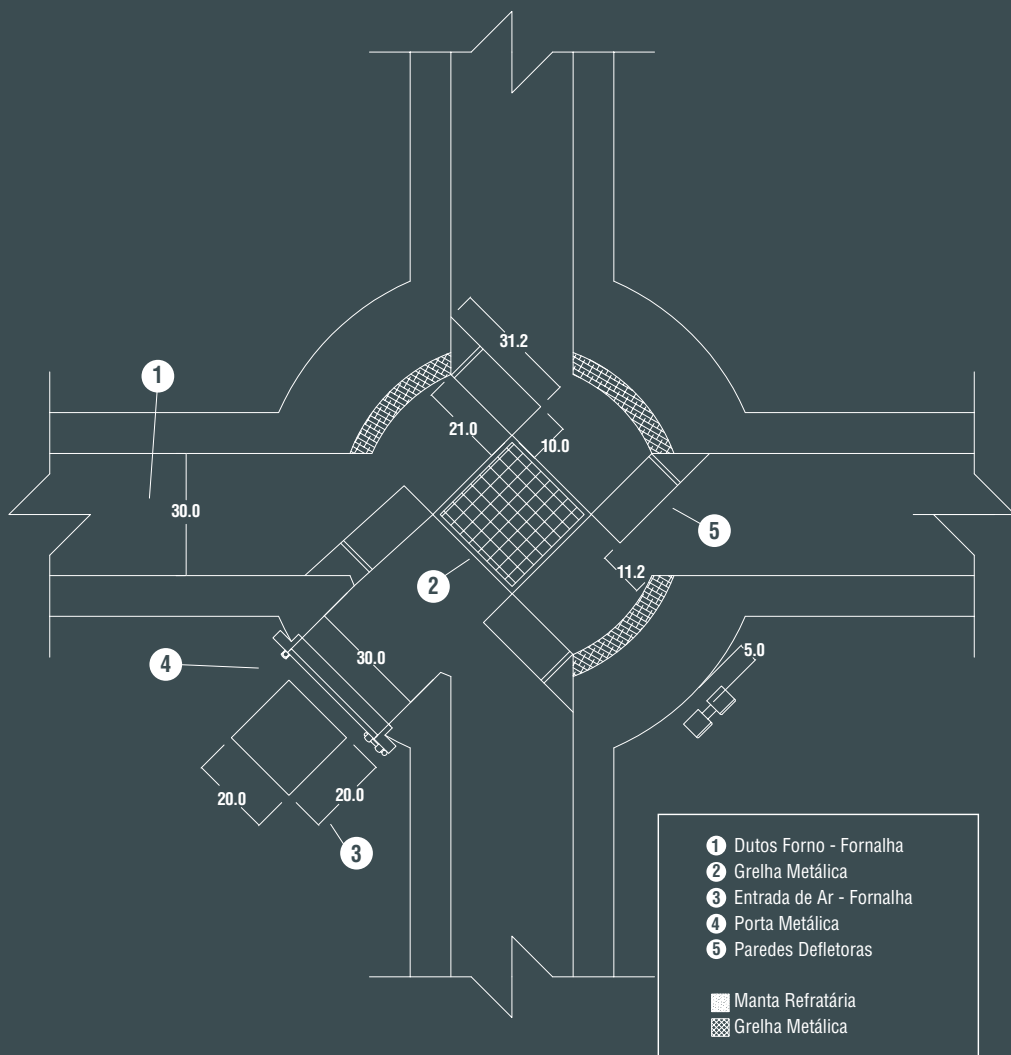 31.2
1
21.0
10.0
30.0
5
11.2
2
30.0
5.0
4
20.0
20.0
3
1 Dutos Forno - Fornalha
2 Grelha Metálica
3 Entrada de Ar - Fornalha
4 Porta Metálica
5 Paredes Defletoras
Manta Refratária
Grelha Metálica